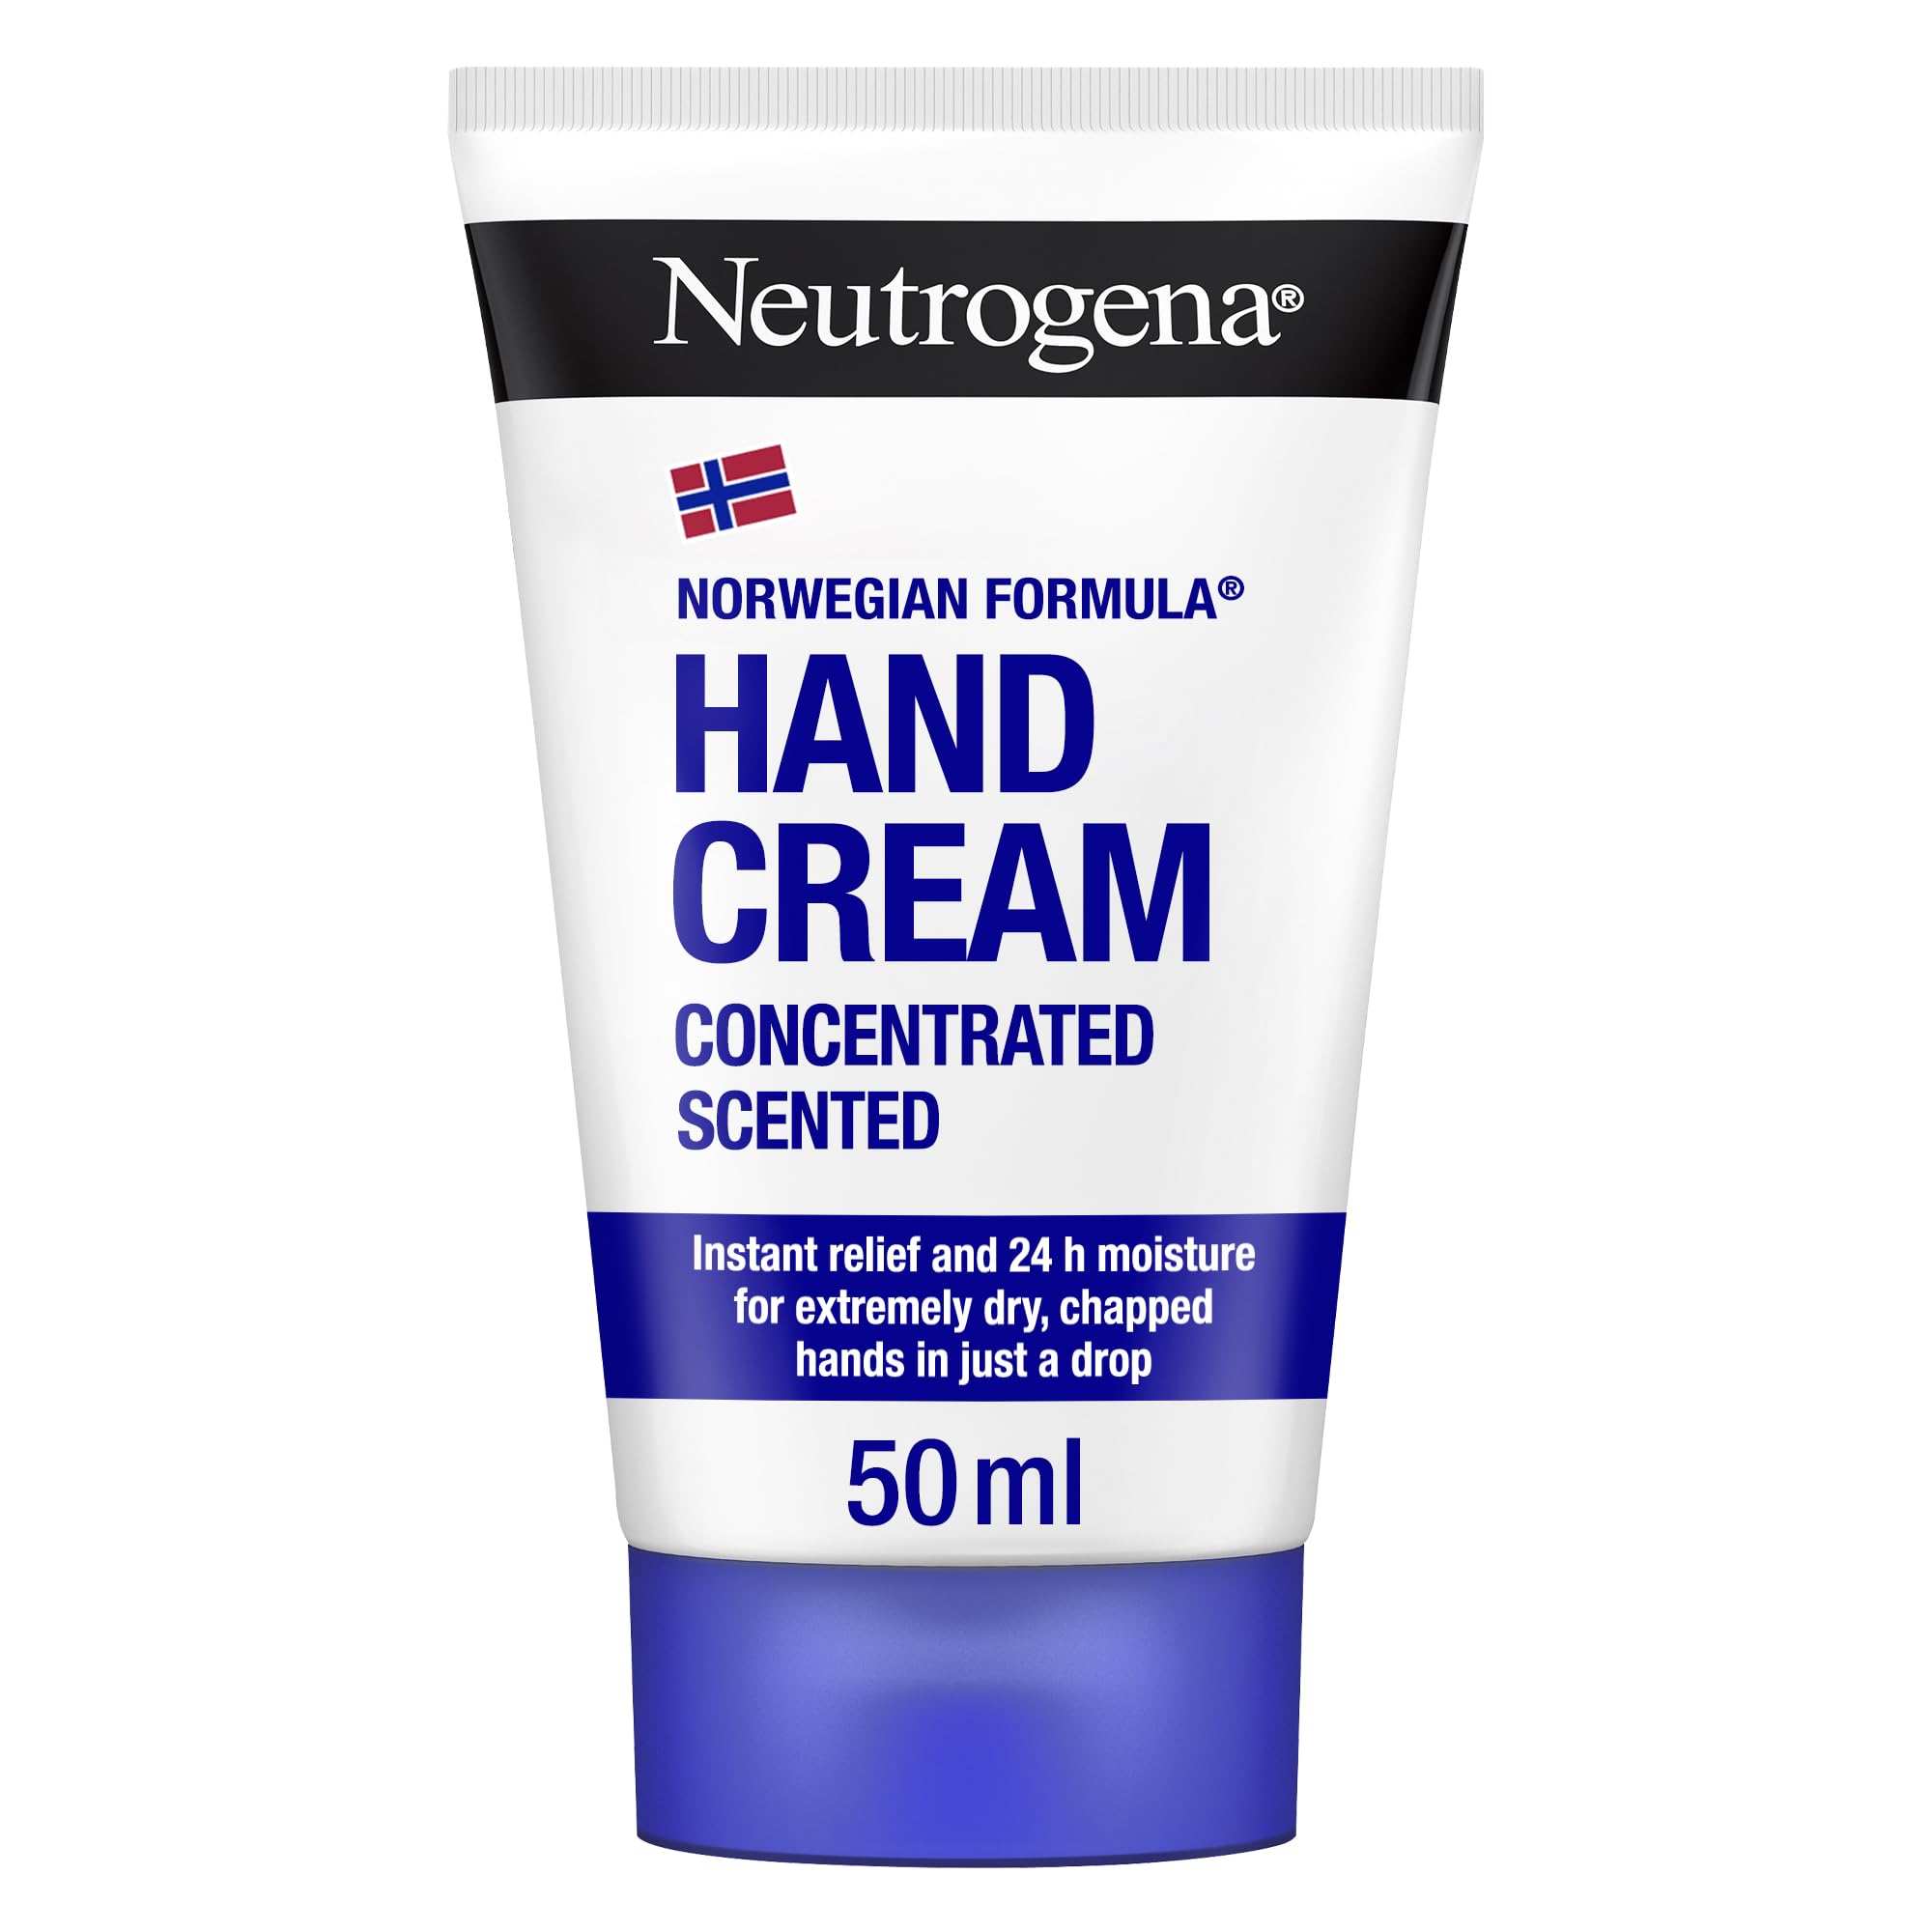 Neutrogena®
NORWEGIAN FORMULA®
HAND
CREAM
CONCENTRATED
SCENTED
Instant relief and 24 h moisture
for extremely dry, chapped
hands in just a drop
50 ml